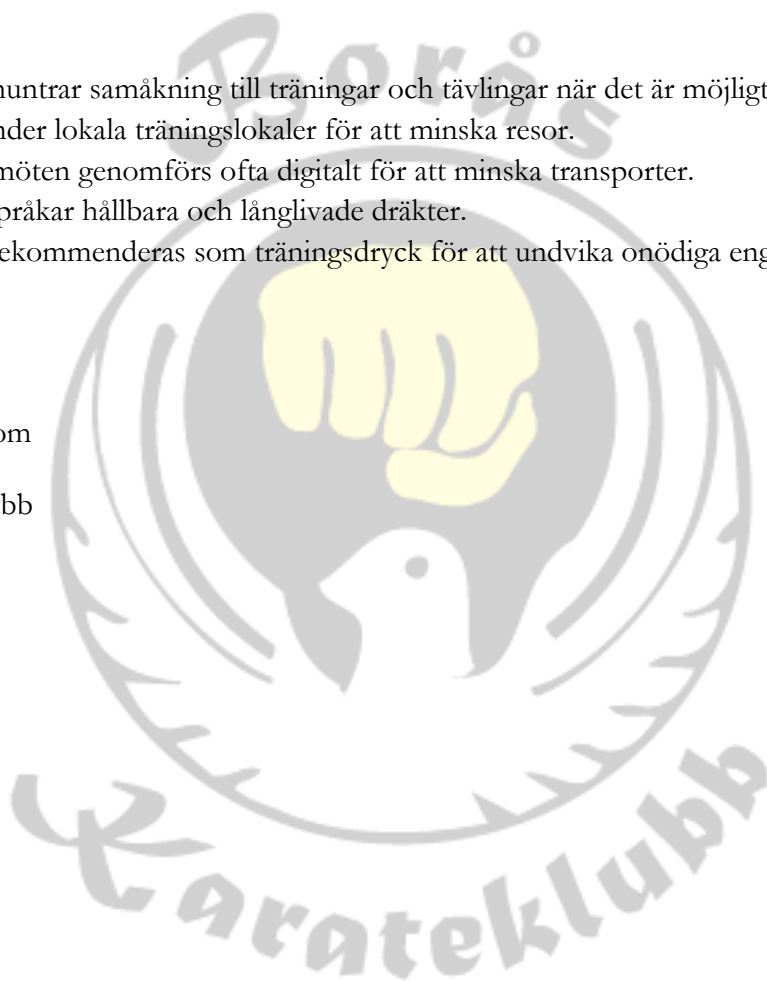 Borås
nuntrar samåkning till träningar och tävlingar när det är möjligt
nder lokala träningslokaler för att minska resor.
möten genomförs ofta digitalt för att minska transporter.
pråkar hållbara och långlivade dräkter.
ekommenderas som träningsdryck för att undvika onödiga eng
om
bb
Karateklubb